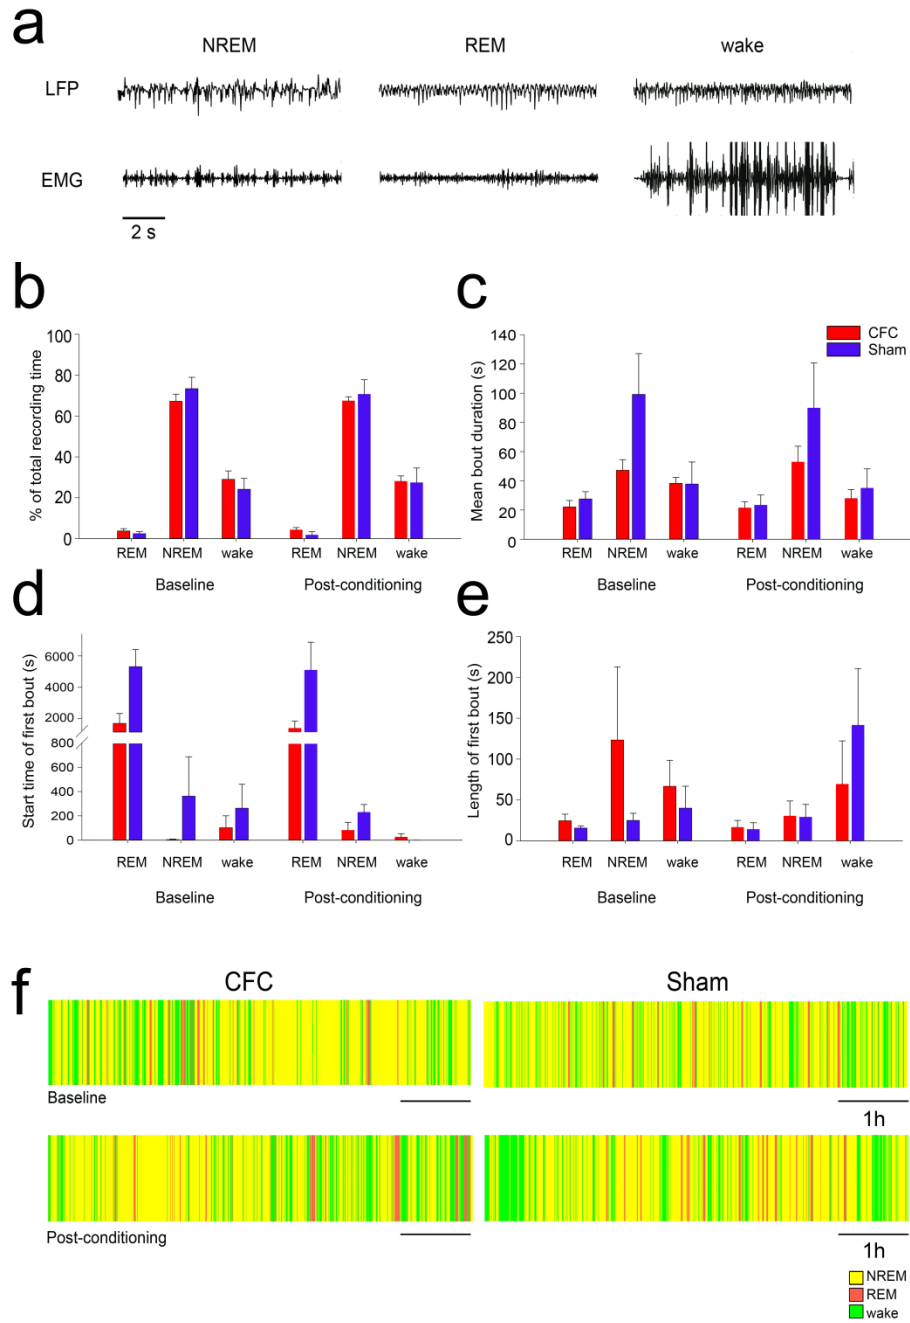 a
NREM REM wake
LFP
EMG
2 s
b
% of total recording time
100
80
60
40
20
0
REM NREM wake REM NREM wake
Baseline Post-conditioning
c
Mean bout duration (s)
140
120
100
80
60
40
20
0
CFC
Sham
REM NREM wake REM NREM wake
Baseline Post-conditioning
d
Start time of first bout (s)
6000
4000
2000
800
600
400
200
0
REM NREM wake REM NREM wake
Baseline Post-conditioning
e
Length of first bout (s)
250
200
150
100
50
0
REM NREM wake REM NREM wake
Baseline Post-conditioning
f
CFC Sham
Baseline
1h
Post-conditioning
1h
NREM
REM
wake